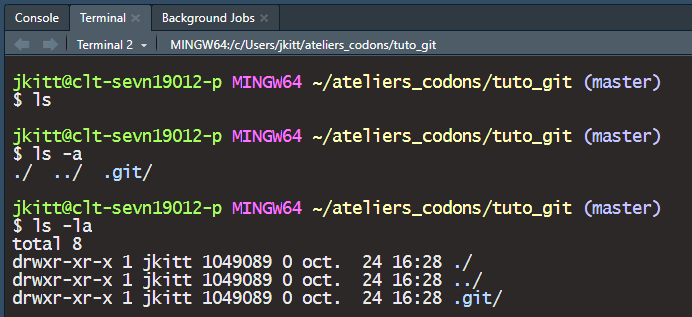 Console Terminal Background Jobs
Terminal 2 MINGW64:/c/Users/jkitt/ateliers_codons/tuto_git
jkitt@clt-sevn19012-p MINGW64 ~/ateliers_codons/tuto_git (master)
$ ls
jkitt@clt-sevn19012-p MINGW64 ~/ateliers_codons/tuto_git (master)
$ ls -a
./  ../  .git/
jkitt@clt-sevn19012-p MINGW64 ~/ateliers_codons/tuto_git (master)
$ ls -la
total 8
drwxr-xr-x 1 jkitt 1049089 0 oct.  24 16:28 ./
drwxr-xr-x 1 jkitt 1049089 0 oct.  24 16:28 ../
drwxr-xr-x 1 jkitt 1049089 0 oct.  24 16:28 .git/